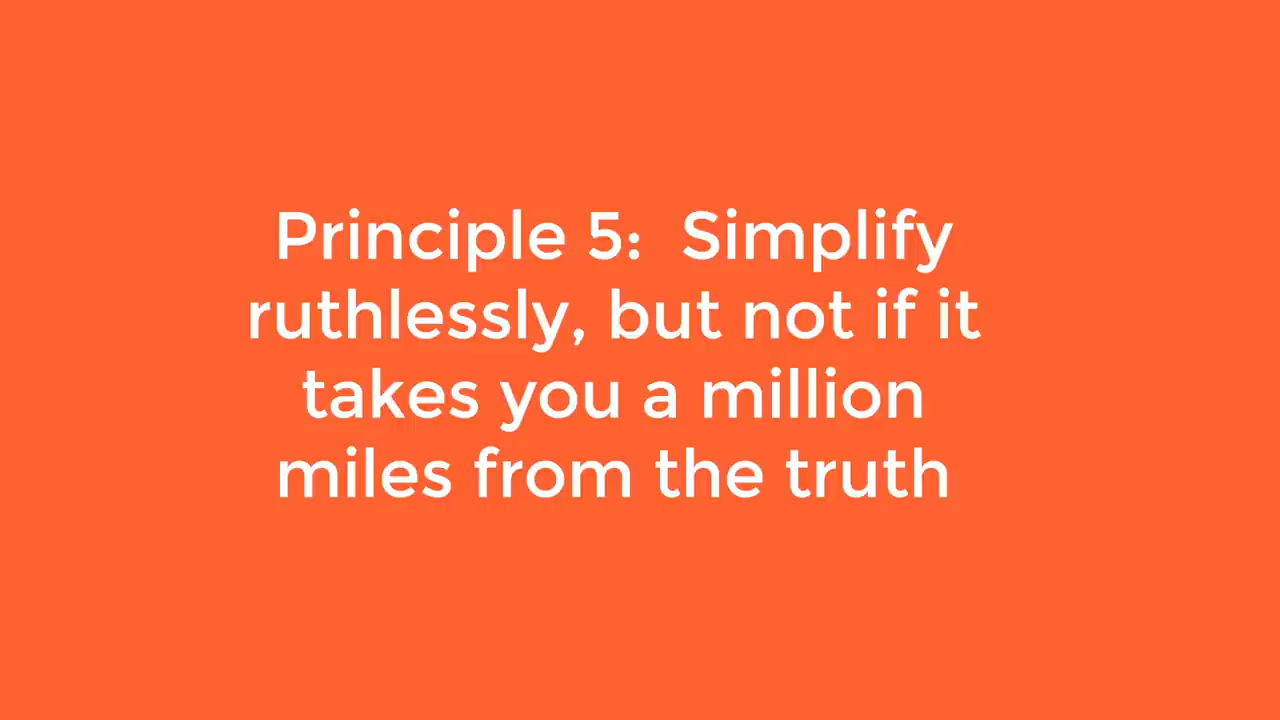 Principle 5:  Simplify
ruthlessly, but not if it
takes you a million
miles from the truth